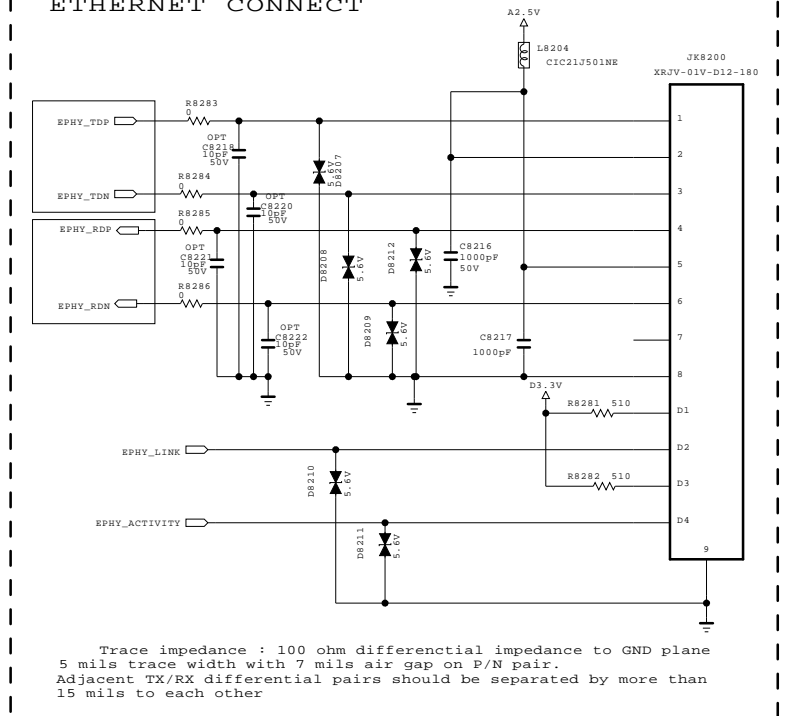 ETHERNET CONNECT
A2.5V
L8204
CIC21J501NE
JK8200
XRJV-01V-D12-180
EPHY_TDP
R8283
0
OPT
C8218
10pF
50V
5.6V
D8207
1
2
EPHY_TDN
R8284
0
OPT
C8220
10pF
50V
3
EPHY_RDP
R8285
0
OPT
C8221
10pF
50V
4
D8208
5.6V
D8212
5.6V
C8216
1000pF
50V
5
EPHY_RDN
R8286
0
OPT
C8222
10pF
50V
D8209
5.6V
6
C8217
1000pF
7
8
D3.3V
R8281 510
D1
EPHY_LINK
D8210
5.6V
D2
R8282 510
D3
EPHY_ACTIVITY
D8211
5.6V
D4
9
Trace impedance : 100 ohm differenctial impedance to GND plane
5 mils trace width with 7 mils air gap on P/N pair.
Adjacent TX/RX differential pairs should be separated by more than
15 mils to each other